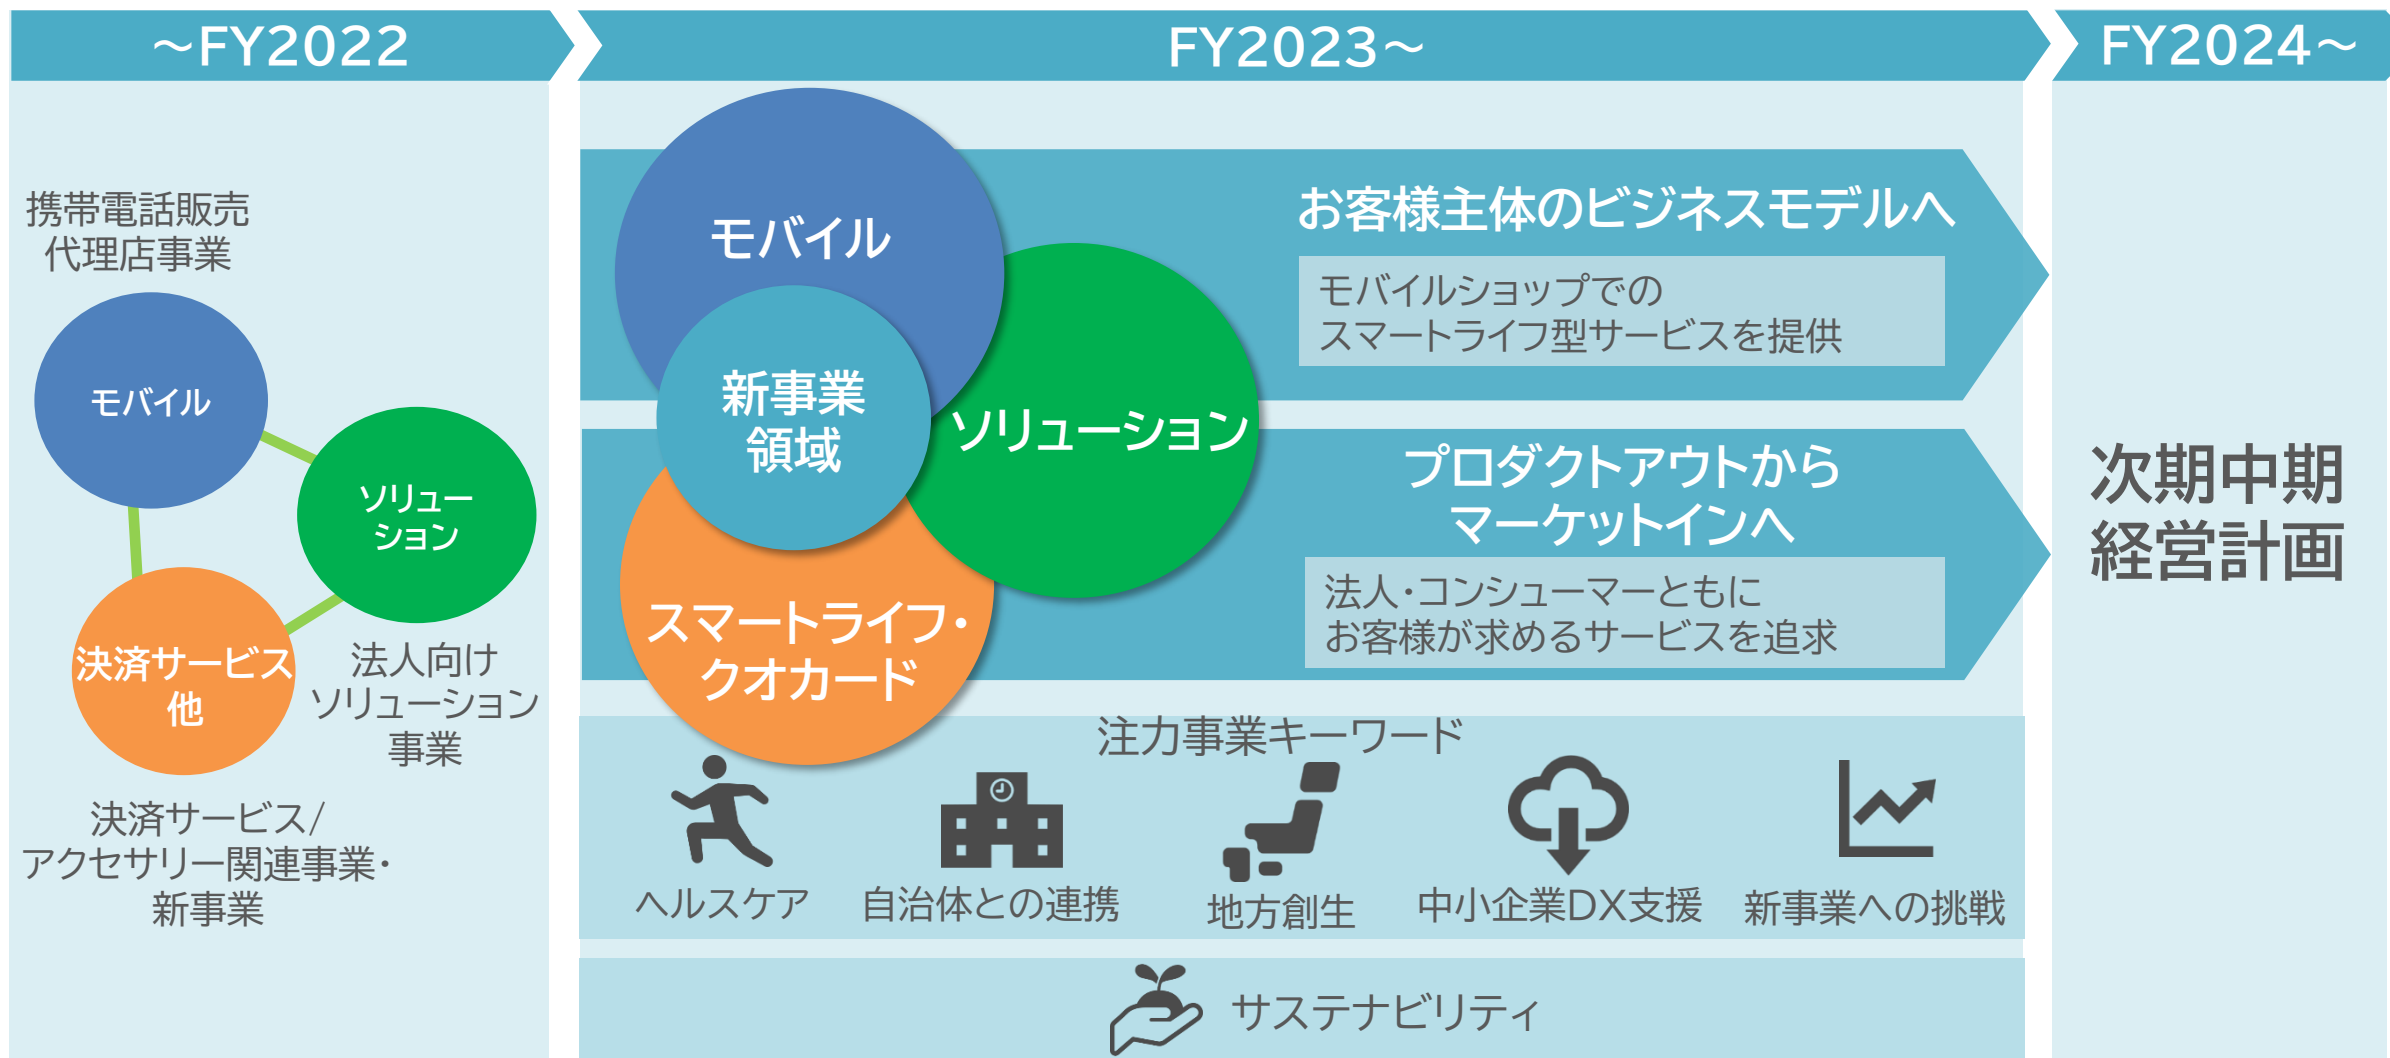 ～FY2022
FY2023～
FY2024～
携帯電話販売
代理店事業
モバイル
ソリュー
ション
決済サービス
他
法人向け
ソリューション
事業
決済サービス/
アクセサリー関連事業・
新事業
モバイル
新事業
領域
ソリューション
スマートライフ・
クオカード
お客様主体のビジネスモデルへ
モバイルショップでの
スマートライフ型サービスを提供
プロダクトアウトから
マーケットインへ
法人・コンシューマーともに
お客様が求めるサービスを追求
注力事業キーワード
ヘルスケア
自治体との連携
地方創生
中小企業DX支援
新事業への挑戦
サステナビリティ
次期中期
経営計画